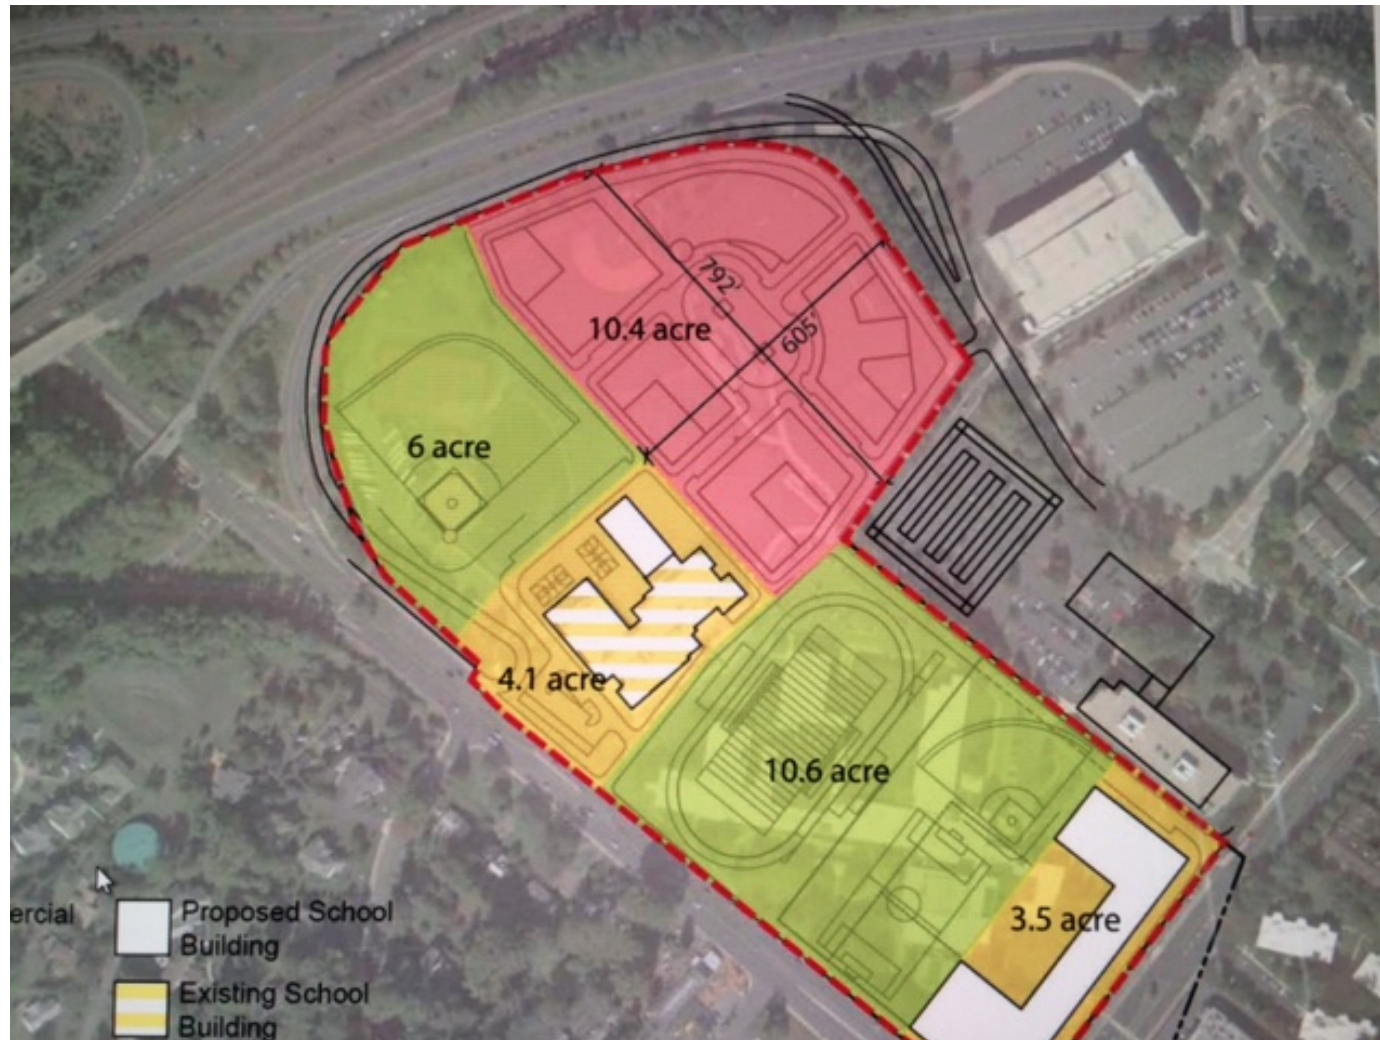 792'
10.4 acre
605'
6 acre
4.1 acre
10.6 acre
3.5 acre
ercial
Proposed School
Building
Existing School
Building